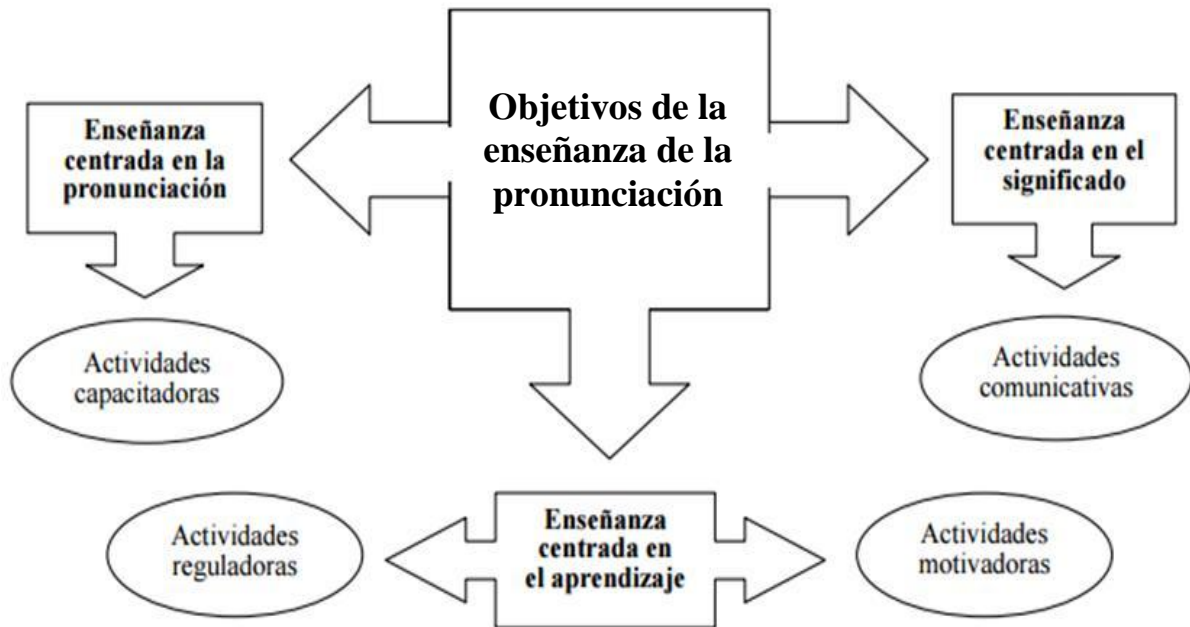 Objetivos de la
enseñanza de la
pronunciación
Enseñanza
centrada en la
pronunciación
Enseñanza
centrada en el
significado
Actividades
capacitadoras
Actividades
comunicativas
Actividades
reguladoras
Enseñanza
centrada en
el aprendizaje
Actividades
motivadoras